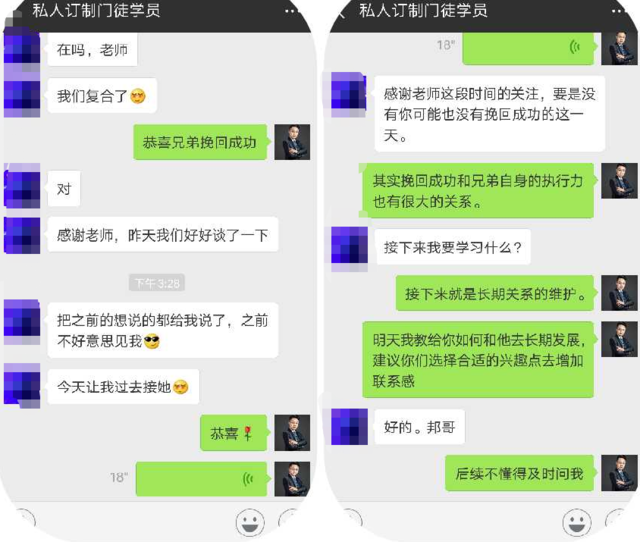 私人订制门徒学员
在吗，老师
我们复合了
恭喜兄弟挽回成功
对
感谢老师，昨天我们好好谈了一下
下午3:28
把之前的想说的都给我说了，之前
不好意思见我
今天让我过去接她
恭喜
18"
私人订制门徒学员
18"
感谢老师这段时间的关注，要是没
有你可能也没有挽回成功的这一
天。
其实挽回成功和兄弟自身的执行力
也有很大的关系。
接下来我要学习什么？
接下来就是长期关系的维护。
明天我教给你如何和他去长期发展，
建议你们选择合适的兴趣点去增加
联系感
好的。邦哥
后续不懂得及时问我